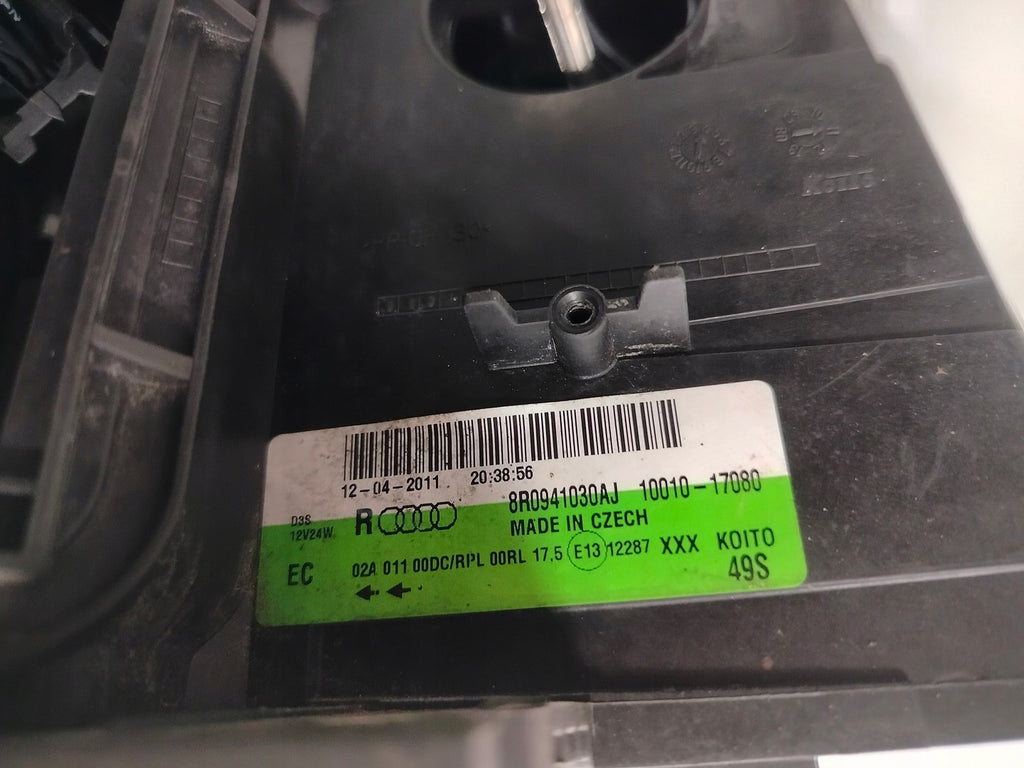 Koito
12-04-2011 20:38:56
8R0941030AJ 10010-17080
D3S
12V24W
R
MADE IN CZECH
EC
02A 011 00DC/RPL 00RL 17,5 E13 12287 XXX KOITO
49S